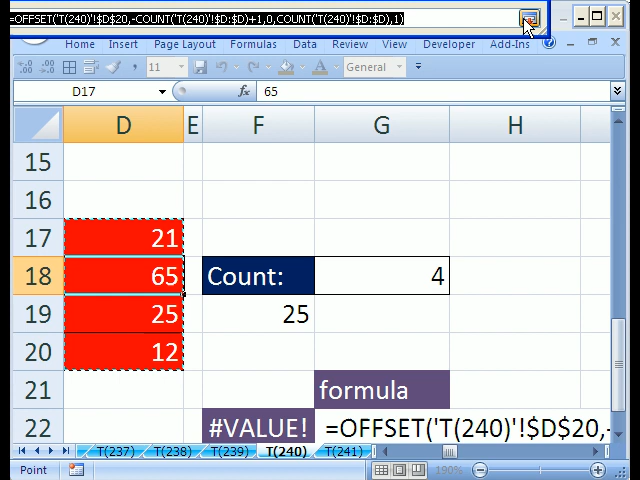 =OFFSET('T(240)'!$D$20,-COUNT('T(240)'!$D:$D)+1,0,COUNT('T(240)'!$D:$D),1)
Home Insert Page Layout Formulas Data Review View Developer Add-Ins
11 General
D17 fx 65
D E F G H
15
16
17 21
18 65 Count: 4
19 25 25
20 12
21 formula
22 #VALUE! =OFFSET('T(240)'!$D$20,-
T(237) T(238) T(239) T(240) T(241)
Point 190%